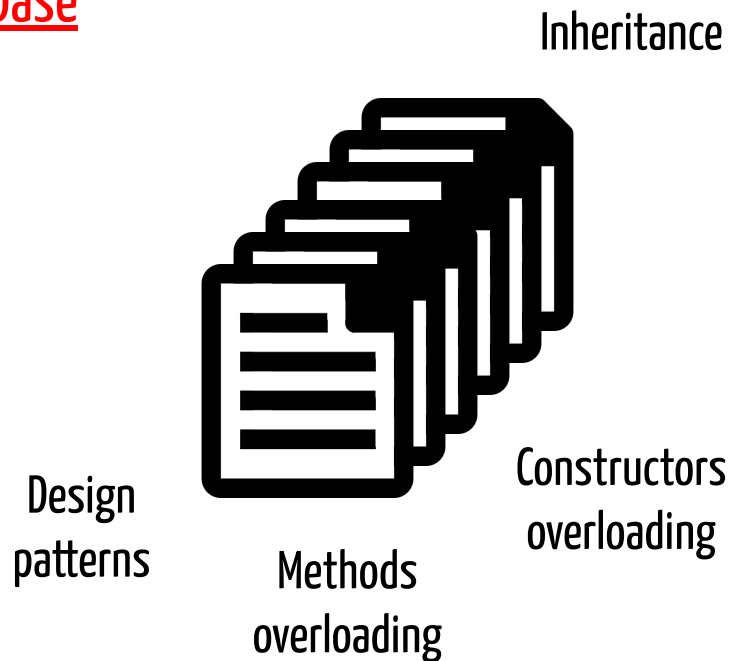 Inheritance
Constructors
overloading
Design
patterns
Methods
overloading